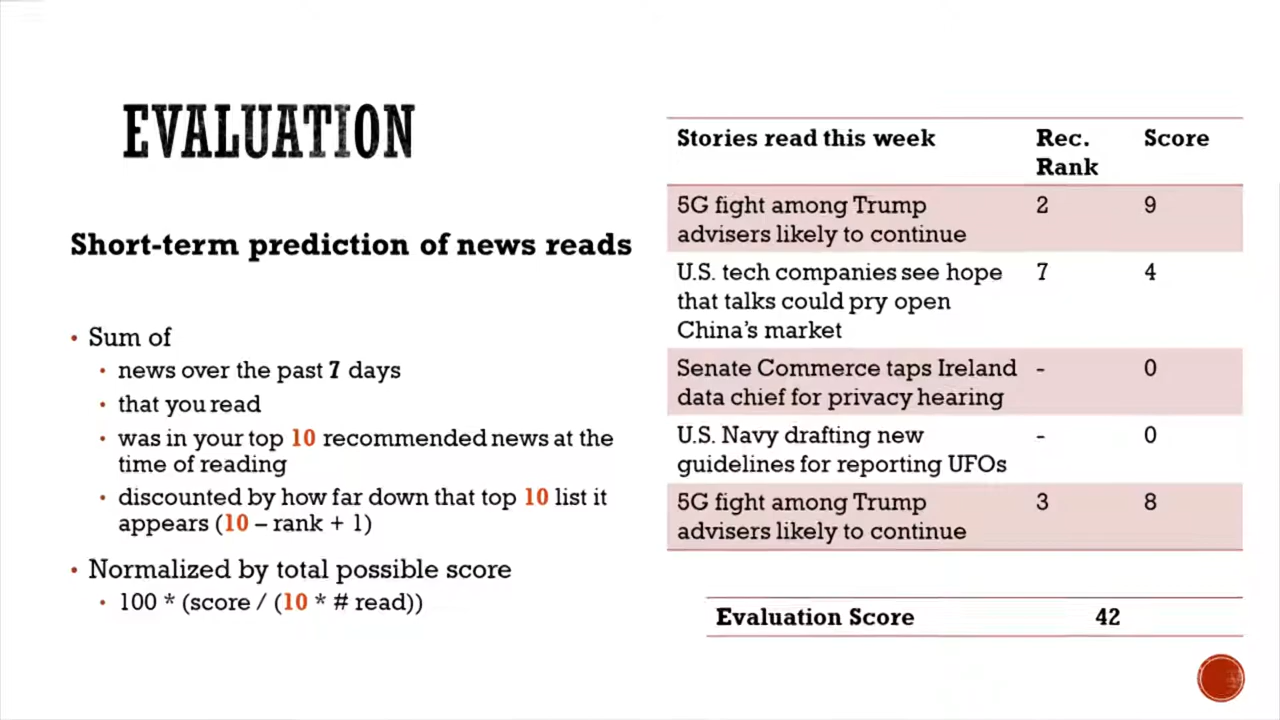 EVALUATION
Short-term prediction of news reads
• Sum of
• news over the past 7 days
• that you read
• was in your top 10 recommended news at the
time of reading
• discounted by how far down that top 10 list it
appears (10 – rank + 1)
• Normalized by total possible score
• 100 * (score / (10 * # read))
Stories read this week Rec. Rank Score
5G fight among Trump 2 9
advisers likely to continue
U.S. tech companies see hope 7 4
that talks could pry open
China's market
Senate Commerce taps Ireland - 0
data chief for privacy hearing
U.S. Navy drafting new - 0
guidelines for reporting UFOs
5G fight among Trump 3 8
advisers likely to continue
Evaluation Score 42